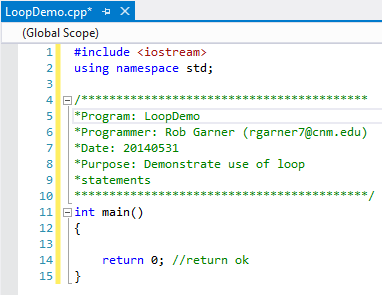 LoopDemo.cpp*
(Global Scope)
1 #include <iostream>
2 using namespace std;
3
4 /****************************************
5 *Program: LoopDemo
6 *Programmer: Rob Garner (rgarner7@cnm.edu)
7 *Date: 20140531
8 *Purpose: Demonstrate use of loop
9 *statements
10 ****************************************/
11 int main()
12 {
13
14 return 0; //return ok
15 }